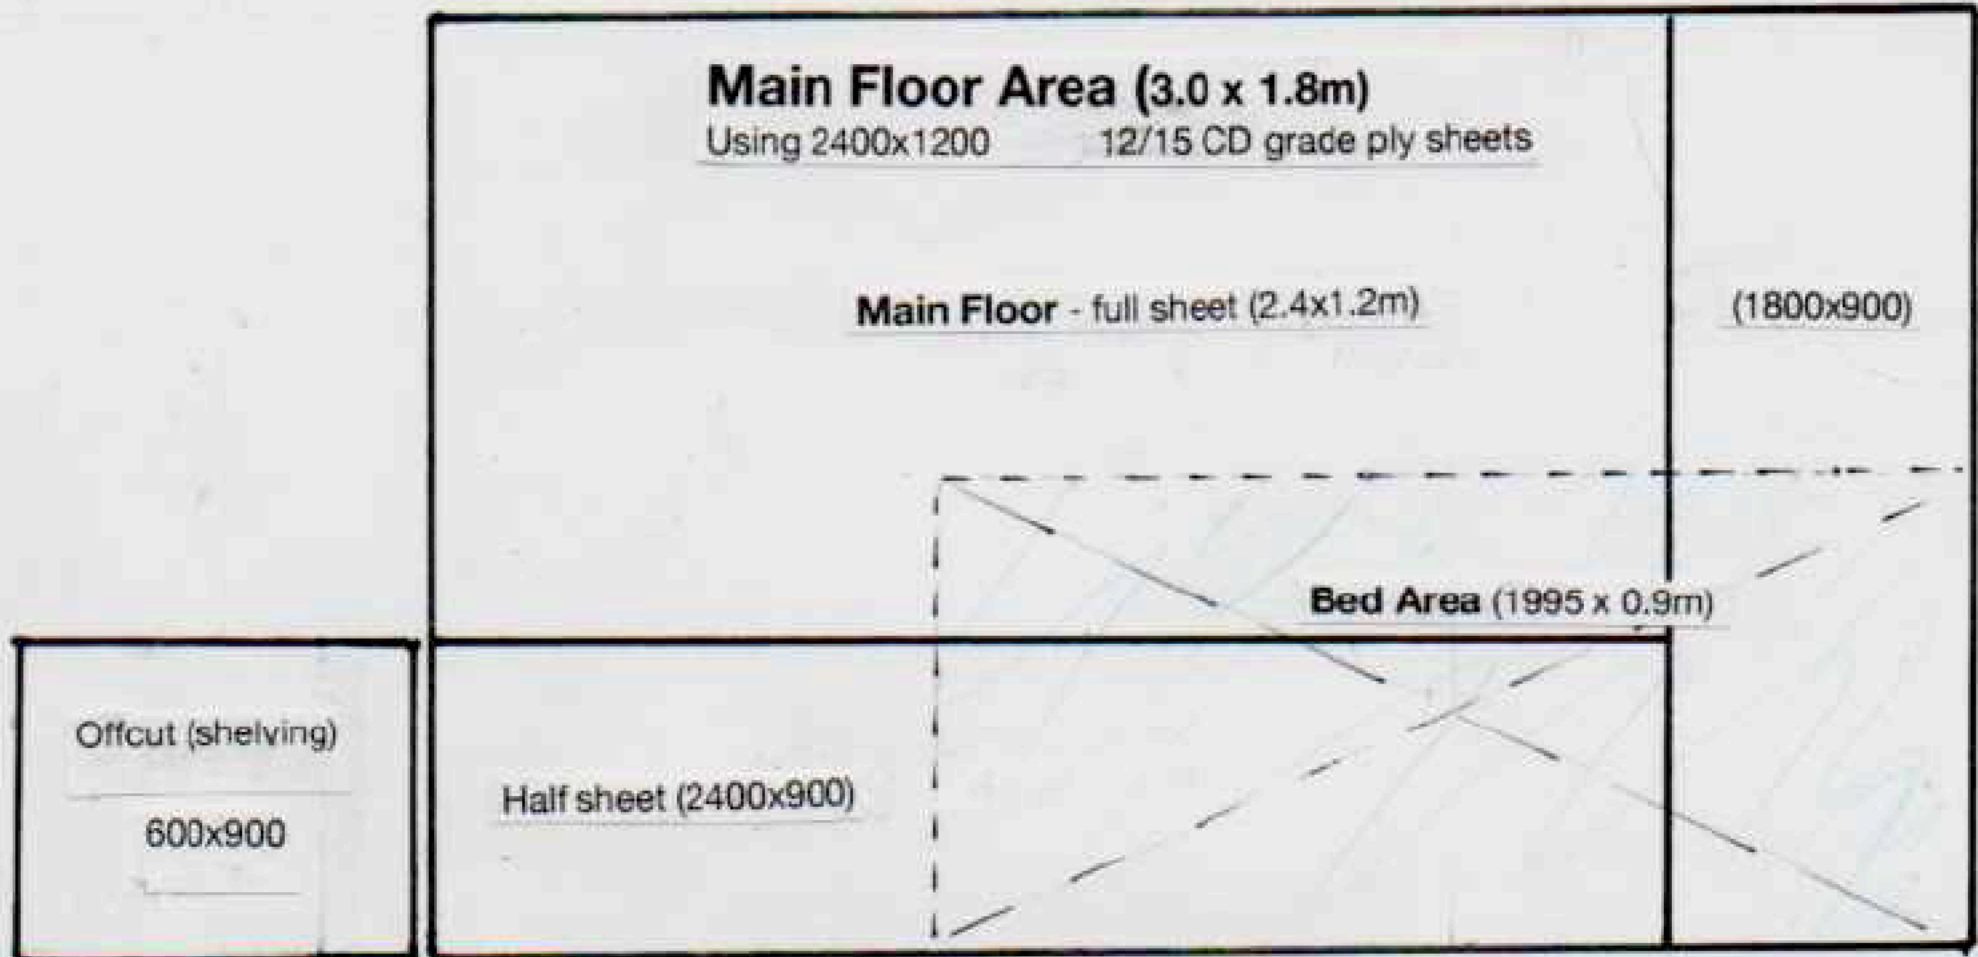 Main Floor Area (3.0 x 1.8m)
Using 2400x1200 12/15 CD grade ply sheets
Main Floor - full sheet (2.4x1.2m)
(1800x900)
Bed Area (1995 x 0.9m)
Offcut (shelving)
600x900
Half sheet (2400x900)